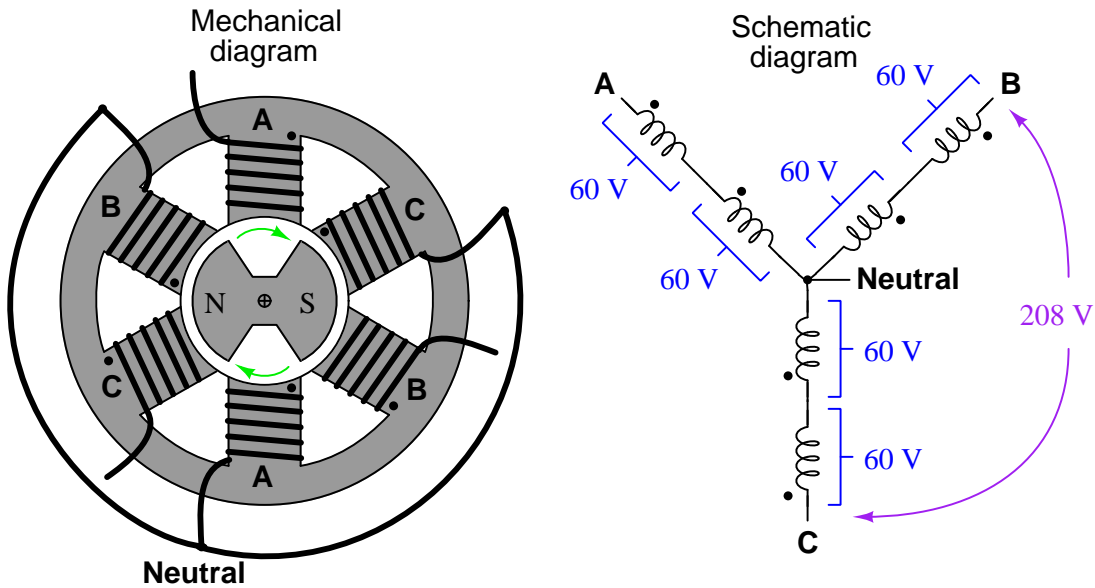 Mechanical
diagram
A
B
C
N
S
C
B
A
Neutral
Schematic
diagram
60 V
A
B
60 V
60 V
60 V
Neutral
208 V
60 V
60 V
C